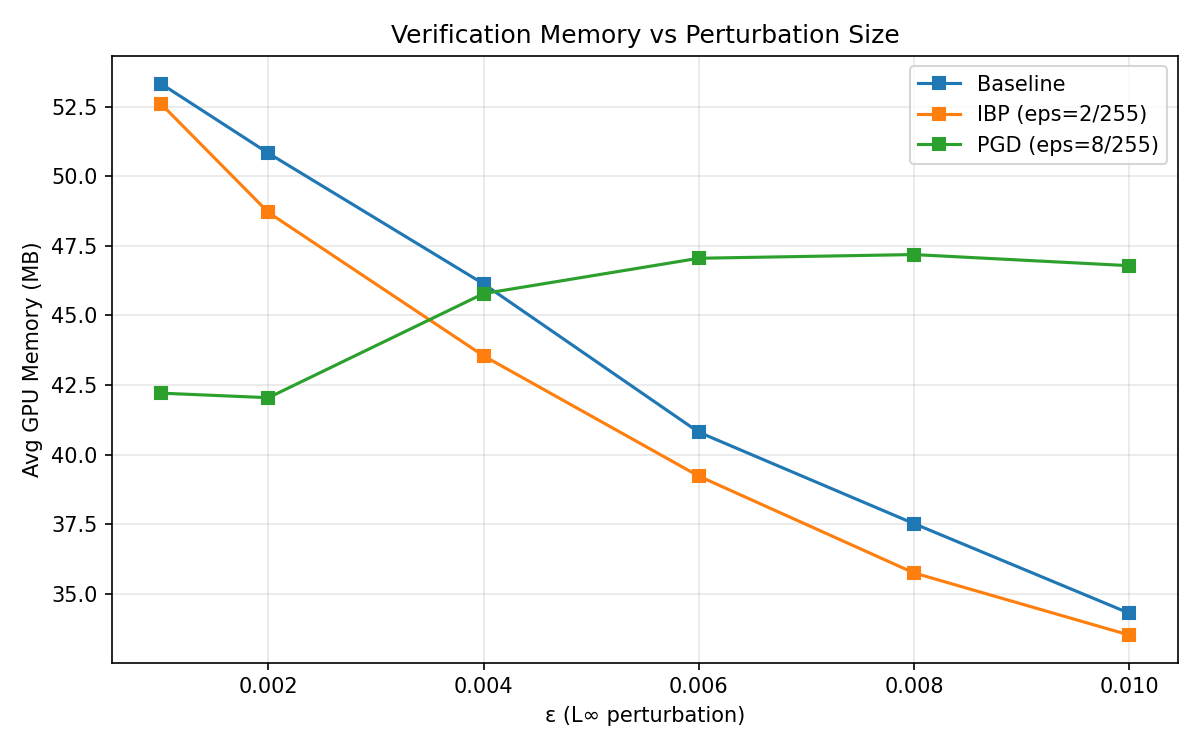 Verification Memory vs Perturbation Size
Baseline
IBP (eps=2/255)
PGD (eps=8/255)
Avg GPU Memory (MB)
52.5
50.0
47.5
45.0
42.5
40.0
37.5
35.0
0.002
0.004
0.006
0.008
0.010
ε (L∞ perturbation)